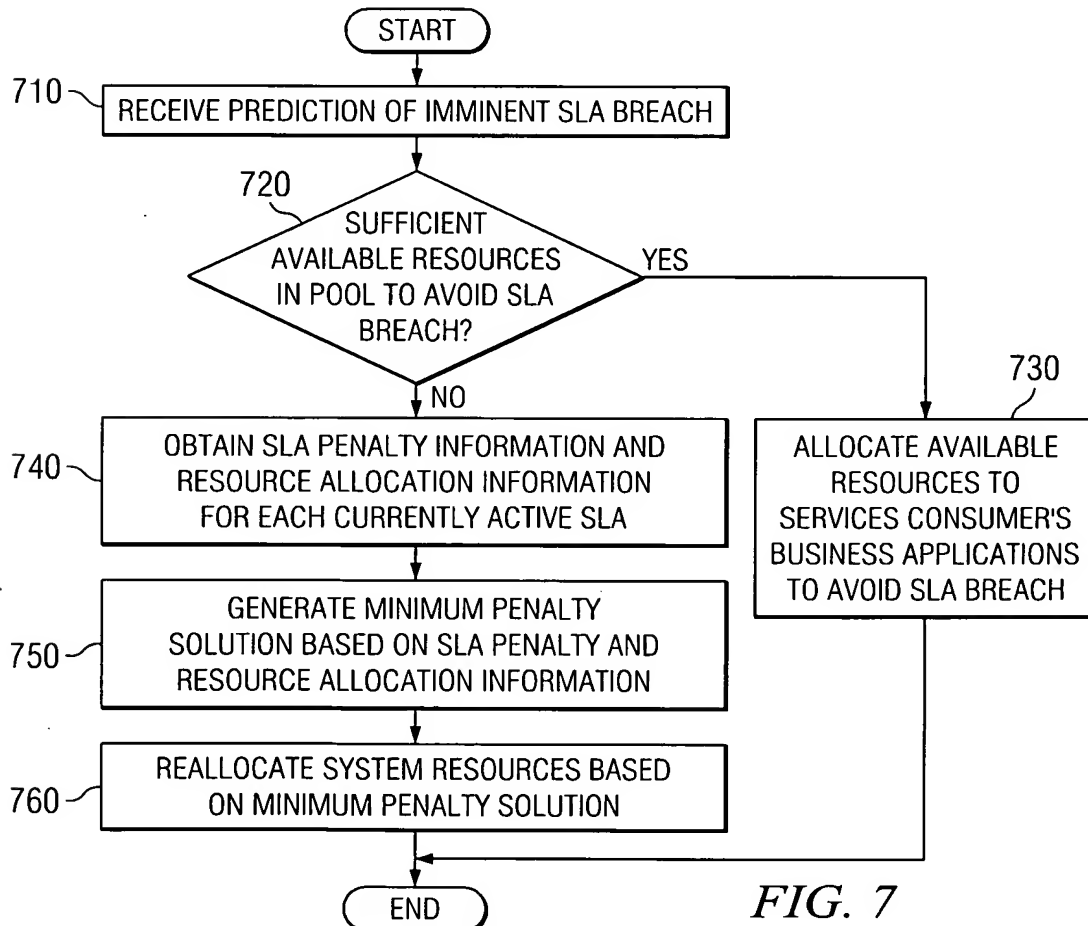 START
710
RECEIVE PREDICTION OF IMMINENT SLA BREACH
720
SUFFICIENT
AVAILABLE RESOURCES
IN POOL TO AVOID SLA
BREACH?
YES
NO
730
ALLOCATE AVAILABLE
RESOURCES TO
SERVICES CONSUMER'S
BUSINESS APPLICATIONS
TO AVOID SLA BREACH
740
OBTAIN SLA PENALTY INFORMATION AND
RESOURCE ALLOCATION INFORMATION
FOR EACH CURRENTLY ACTIVE SLA
750
GENERATE MINIMUM PENALTY
SOLUTION BASED ON SLA PENALTY AND
RESOURCE ALLOCATION INFORMATION
760
REALLOCATE SYSTEM RESOURCES BASED
ON MINIMUM PENALTY SOLUTION
END
FIG. 7